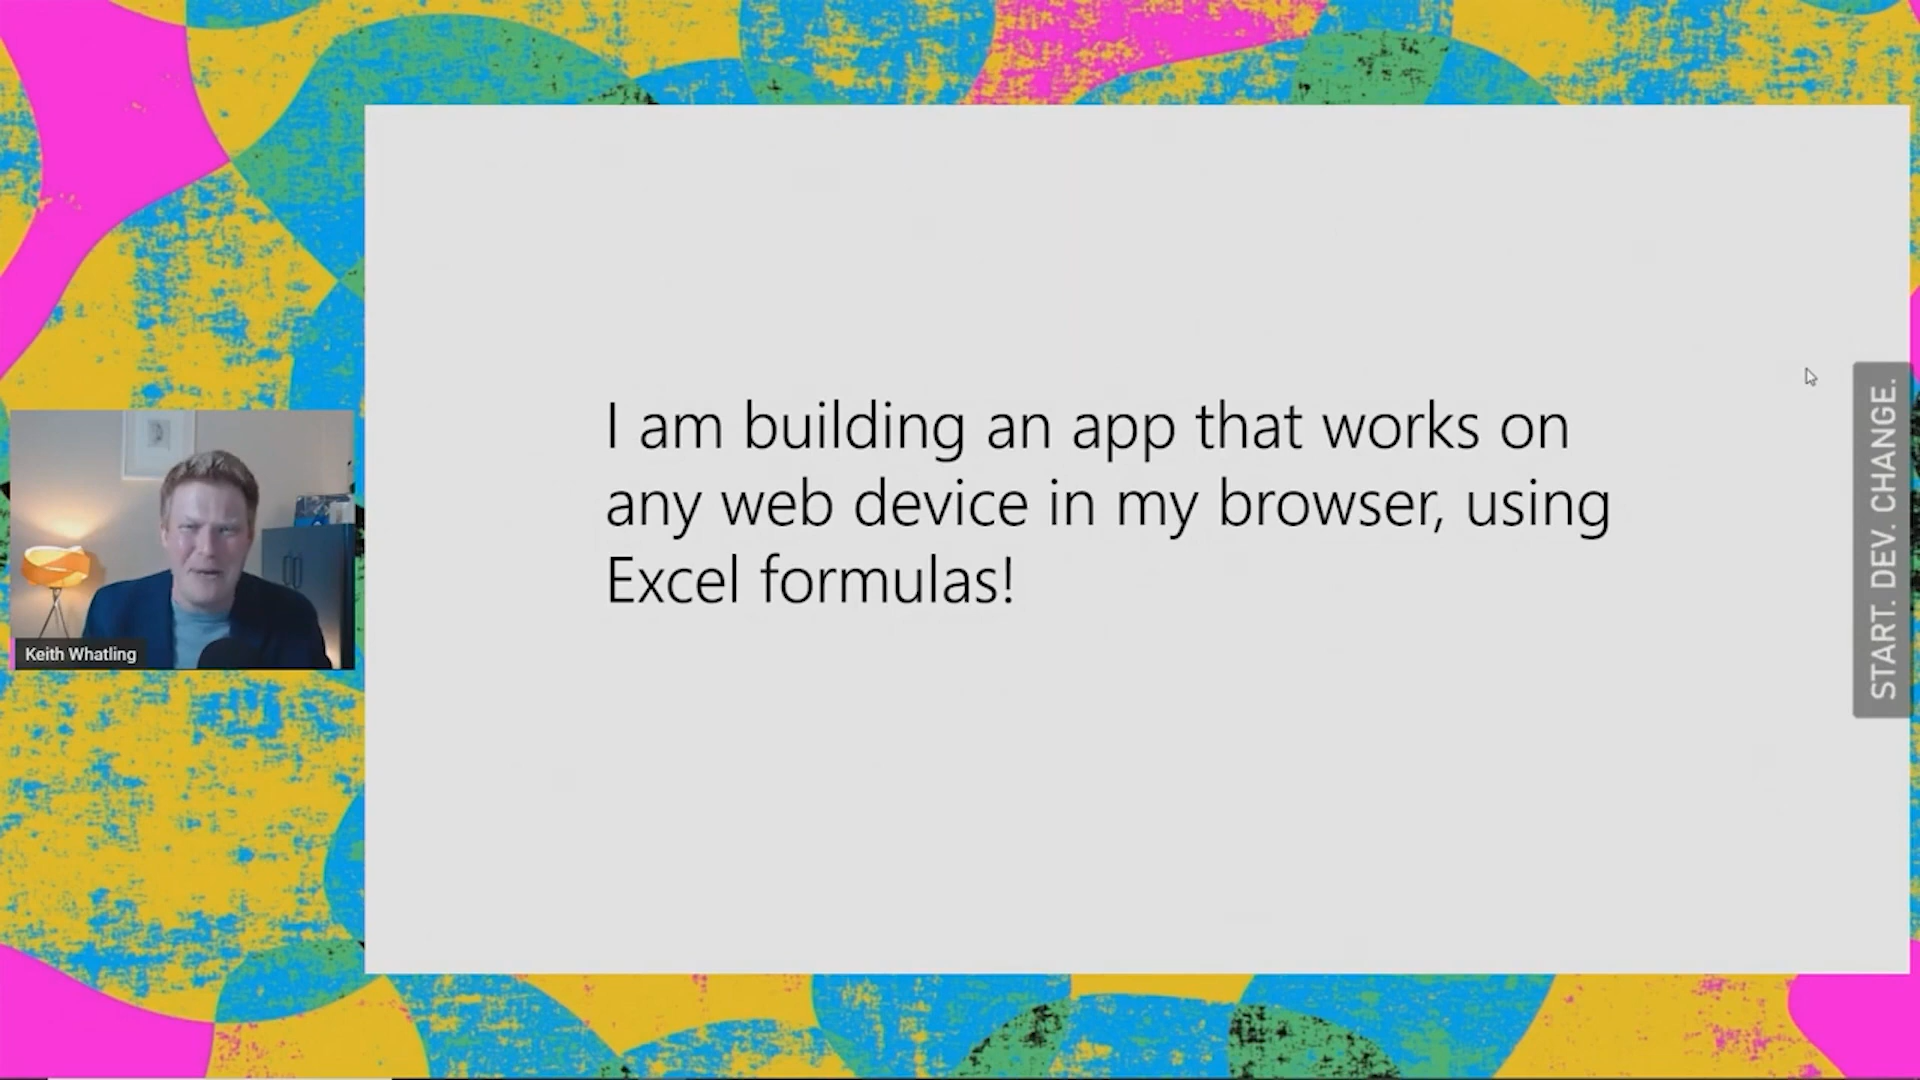 I am building an app that works on
any web device in my browser, using
Excel formulas!
Keith Whatling
START. DEV. CHANGE.